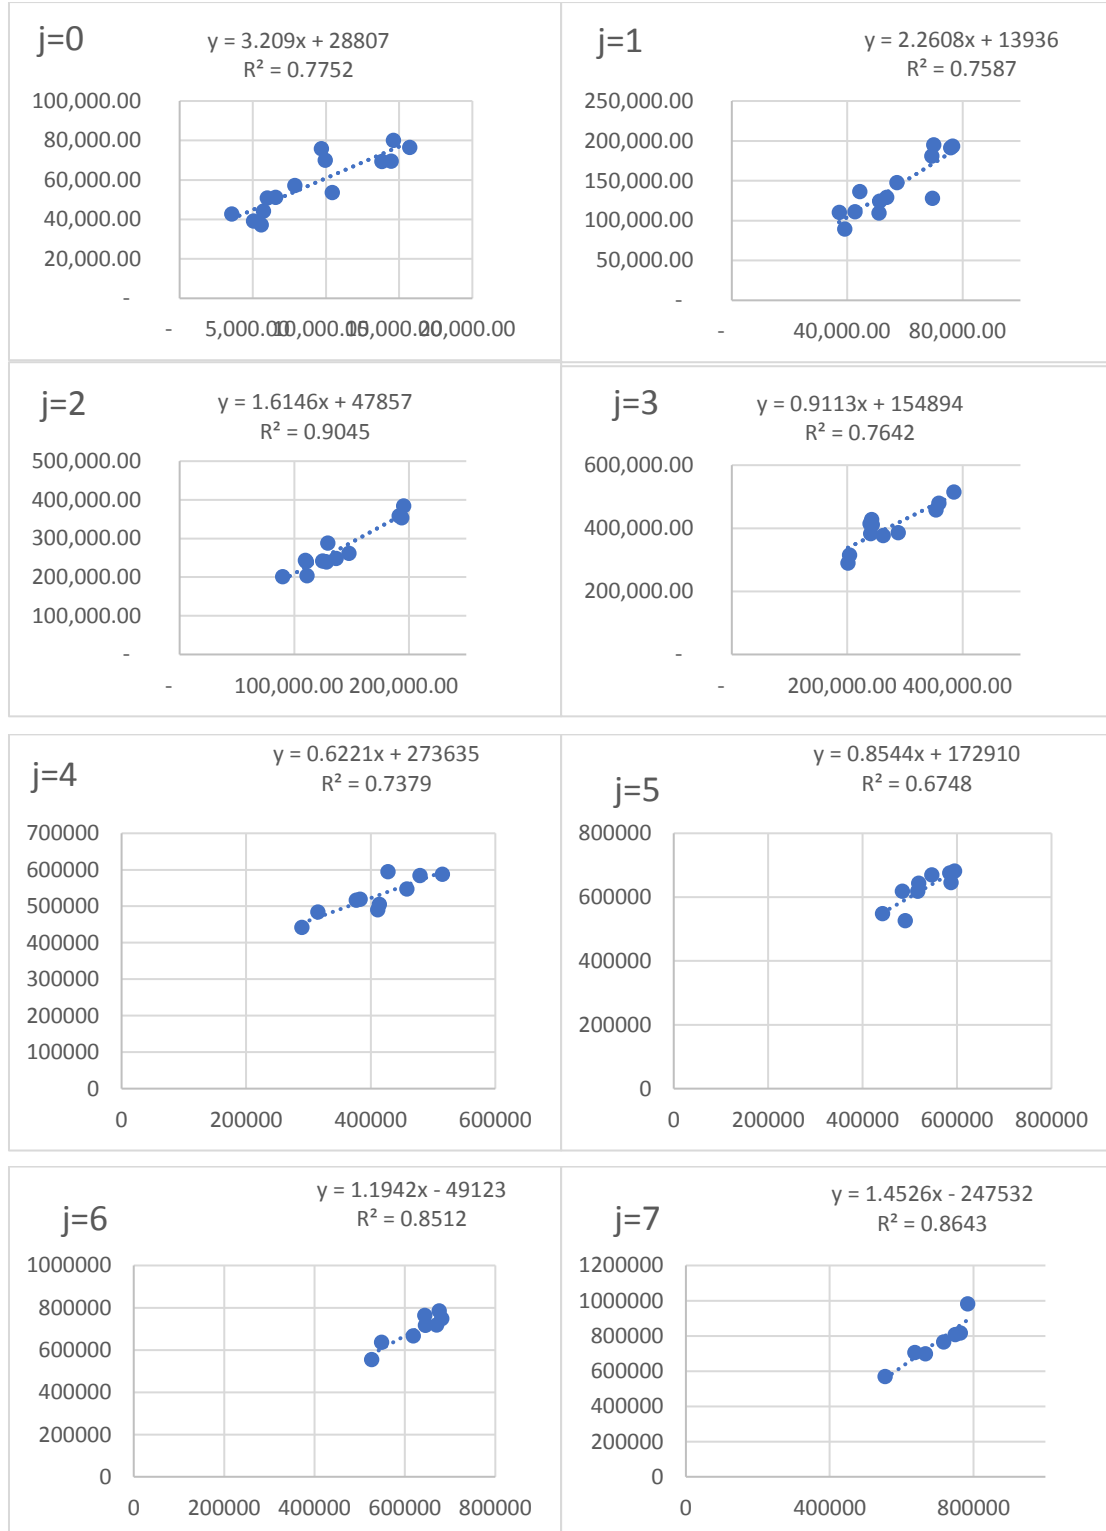 j=0
y = 3.209x + 28807
R² = 0.7752
100,000.00
80,000.00
60,000.00
40,000.00
20,000.00
-
- 5,000.00 10,000.00 15,000.00 20,000.00
j=1
y = 2.2608x + 13936
R² = 0.7587
250,000.00
200,000.00
150,000.00
100,000.00
50,000.00
-
- 40,000.00 80,000.00
j=2
y = 1.6146x + 47857
R² = 0.9045
500,000.00
400,000.00
300,000.00
200,000.00
100,000.00
-
- 100,000.00 200,000.00
j=3
y = 0.9113x + 154894
R² = 0.7642
600,000.00
400,000.00
200,000.00
-
- 200,000.00 400,000.00
j=4
y = 0.6221x + 273635
R² = 0.7379
700000
600000
500000
400000
300000
200000
100000
0
0 200000 400000 600000
j=5
y = 0.8544x + 172910
R² = 0.6748
800000
600000
400000
200000
0
0 200000 400000 600000 800000
j=6
y = 1.1942x - 49123
R² = 0.8512
1000000
800000
600000
400000
200000
0
0 200000 400000 600000 800000
j=7
y = 1.4526x - 247532
R² = 0.8643
1200000
1000000
800000
600000
400000
200000
0
0 400000 800000